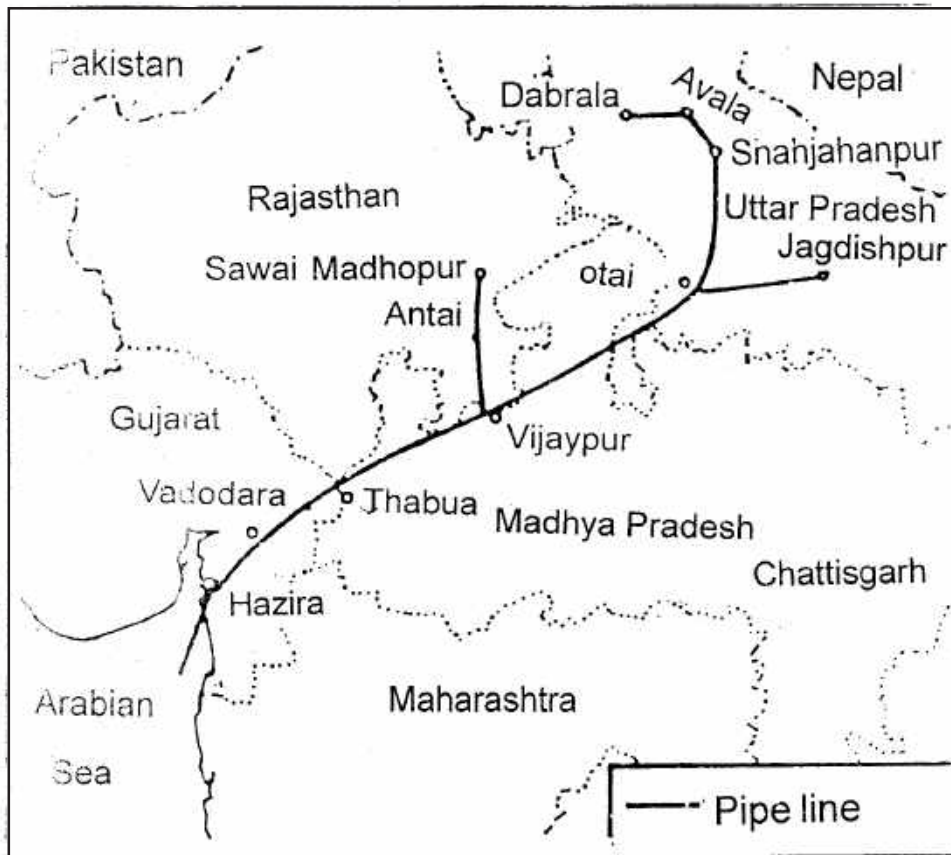 Pakistan
Nepal
Dabrala
Avala
Snahjahanpur
Rajasthan
Uttar Pradesh
Jagdishpur
Sawai Madhopur
otai
Antai
Gujarat
Vijaypur
Vadodara
Jhabua
Madhya Pradesh
Chattisgarh
Hazira
Arabian
Sea
Maharashtra
Pipe line